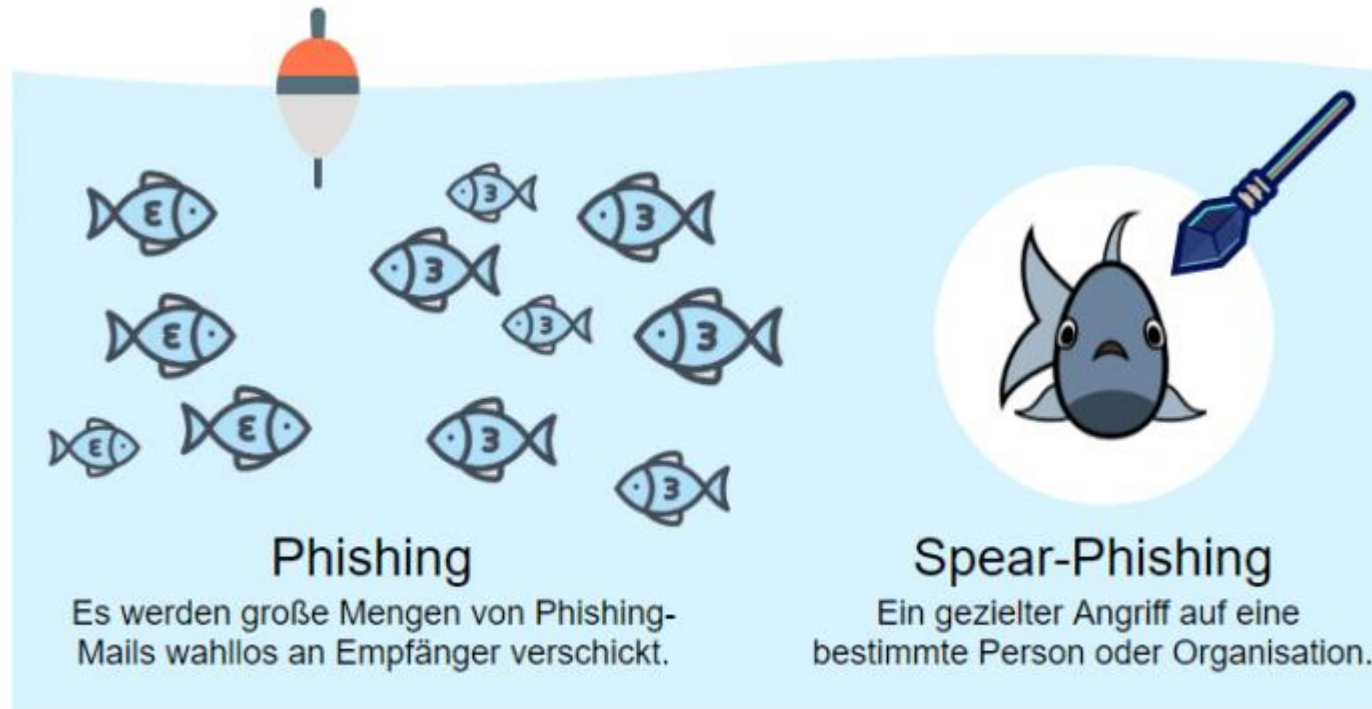 Phishing
Es werden große Mengen von Phishing-
Mails wahllos an Empfänger verschickt.
Spear-Phishing
Ein gezielter Angriff auf eine
bestimmte Person oder Organisation.